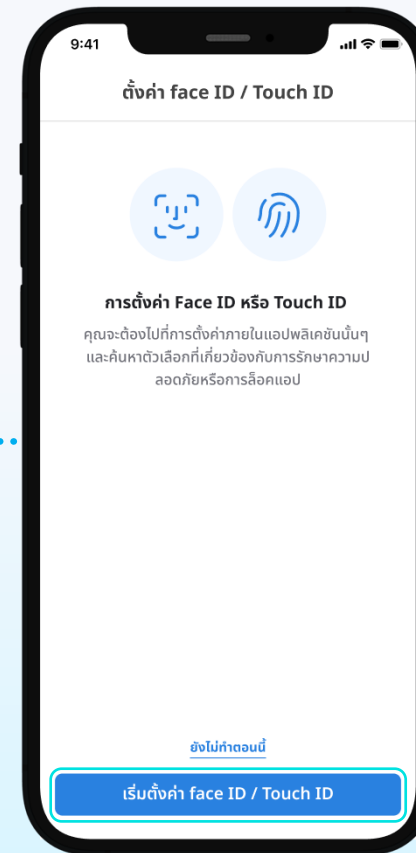 9:41
ตั้งค่า face ID / Touch ID
การตั้งค่า Face ID หรือ Touch ID
คุณจะต้องไปที่การตั้งค่าภายในแอปพลิเคชันนั้นๆ
และค้นหาตัวเลือกที่เกี่ยวข้องกับการรักษาความป
ลอดภัยหรือการล็อคแอป
ยังไม่ทำตอนนี้
เริ่มตั้งค่า face ID / Touch ID